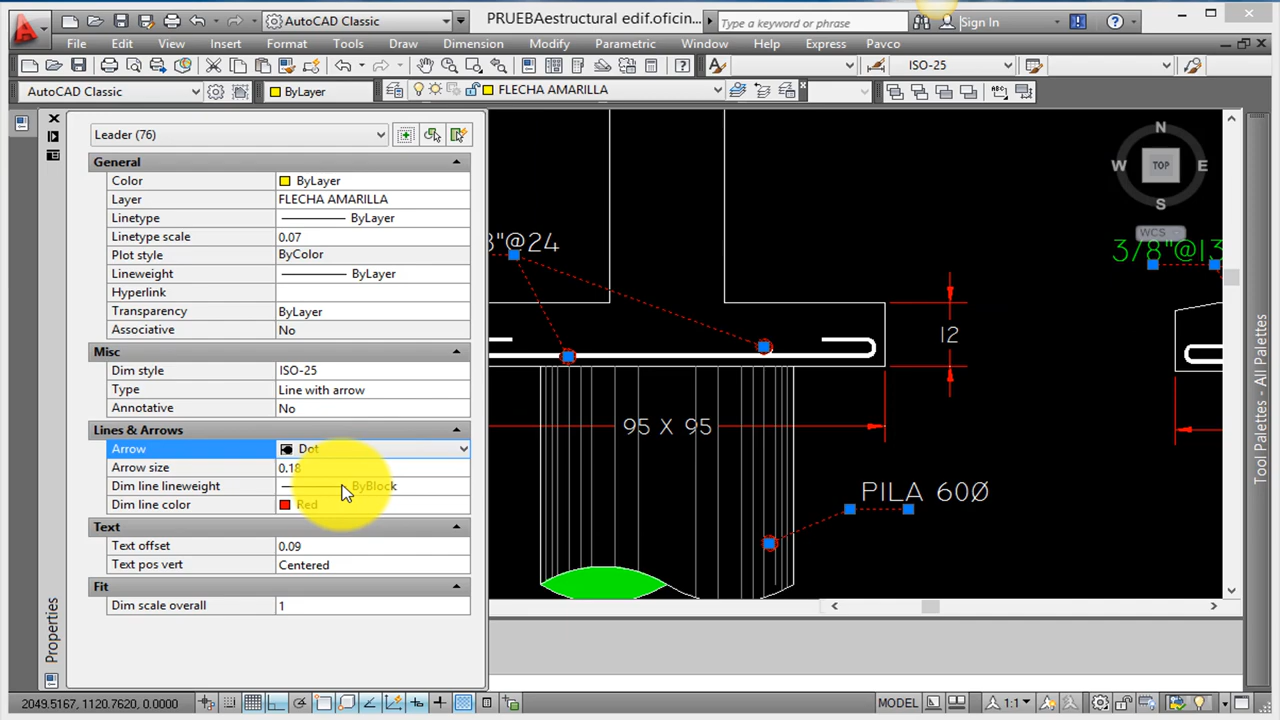 AutoCAD Classic
PRUEBAestructural edif.oficin...
Type a keyword or phrase
Sign In
File Edit View Insert Format Tools Draw Dimension Modify Parametric Window Help Express Pavco
ISO-25
AutoCAD Classic
ByLayer
FLECHA AMARILLA
Leader (76)
General
Color ByLayer
Layer FLECHA AMARILLA
Linetype ByLayer
Linetype scale 0.07
Plot style ByColor
Lineweight ByLayer
Hyperlink
Transparency ByLayer
Associative No
Misc
Dim style ISO-25
Type Line with arrow
Annotative No
Lines & Arrows
Arrow Dot
Arrow size 0.18
Dim line lineweight ByBlock
Dim line color Red
Text
Text offset 0.09
Text pos vert Centered
Fit
Dim scale overall 1
Properties
8"@24
12
95 X 95
PILA 60Ø
N
W TOP E
S
WCS
3/8"@13
Tool Palettes - All Palettes
2049.5167, 1120.7620, 0.0000
MODEL
1:1